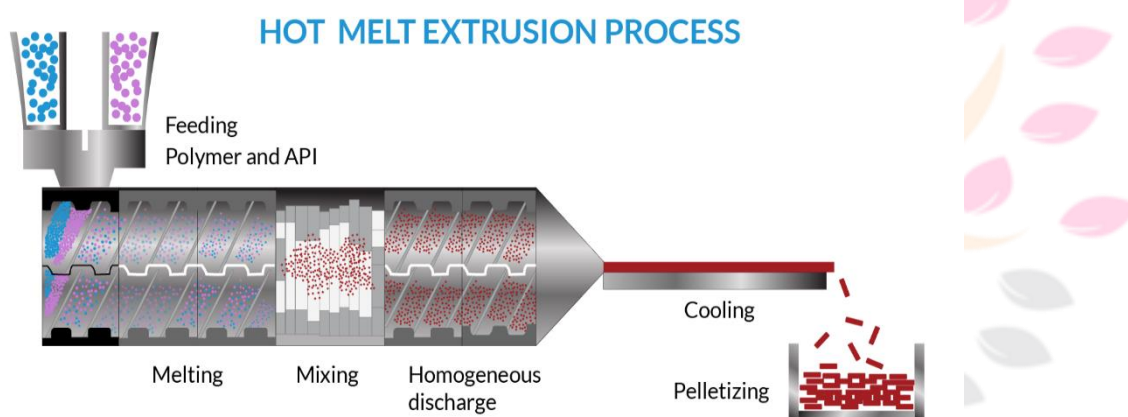 HOT MELT EXTRUSION PROCESS
Feeding
Polymer and API
Melting
Mixing
Homogeneous
discharge
Cooling
Pelletizing